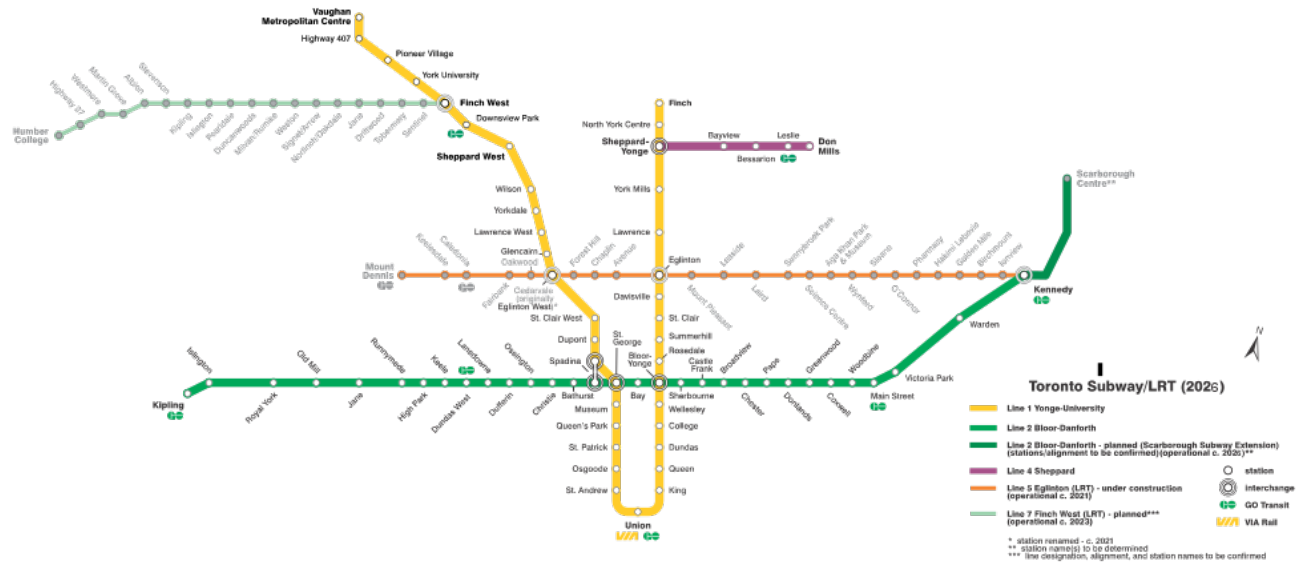 Vaughan
Metropolitan Centre
Highway 407
Pioneer Village
York University
Finch West
Downsview Park
Sheppard West
Wilson
Yorkdale
Lawrence West
Glencairn
Cedarvale
(originally
Eglinton West)*
St. Clair West
Dupont
Spadina
St.
George
Museum
Queen's Park
St. Patrick
Osgoode
St. Andrew
Union
VIA
GO
King
Queen
Dundas
College
Wellesley
Bloor-
Yonge
Rosedale
Summerhill
St. Clair
Davisville
Eglinton
Lawrence
York Mills
Sheppard-
Yonge
North York Centre
Finch
Bayview
Bessarion
Leslie
GO
Don
Mills
Humber
College
Highway 27
Westmore
Martin Grove
Albion
Stevenson
Kipling
Islington
Pearldale
Duncanwoods
Milvan/Rumike
Weston
Signet/Arrow
Norfinch/Oakdale
Jane
Driftwood
Tobermory
Sentinel
GO
Mount
Dennis
GO
Keelesdale
Caledonia
GO
Fairbank
Oakwood
Forest Hill
Chaplin
Avenue
Mount Pleasant
Leaside
Laird
Sunnybrook Park
Science Centre
Aga Khan Park
& Museum
Wynford
Sloane
O'Connor
Pharmacy
Hakimi Lebovic
Golden Mile
Birchmount
Ionview
Kennedy
GO
Scarborough
Centre**
Kipling
GO
Islington
Royal York
Old Mill
Jane
Runnymede
High Park
Keele
Dundas West
GO
Lansdowne
Dufferin
Ossington
Christie
Bathurst
Bay
Sherbourne
Castle
Frank
Broadview
Chester
Pape
Donlands
Greenwood
Coxwell
Woodbine
Main Street
GO
Victoria Park
Warden
N
Toronto Subway/LRT (2026)
Line 1 Yonge-University
Line 2 Bloor-Danforth
Line 2 Bloor-Danforth - planned (Scarborough Subway Extension)
(stations/alignment to be confirmed)(operational c. 2026)**
Line 4 Sheppard
Line 5 Eglinton (LRT) - under construction
(operational c. 2021)
Line 7 Finch West (LRT) - planned***
(operational c. 2023)
station
interchange
GO Transit
VIA Rail
* station renamed - c. 2021
** station name(s) to be determined
*** line designation, alignment, and station names to be confirmed